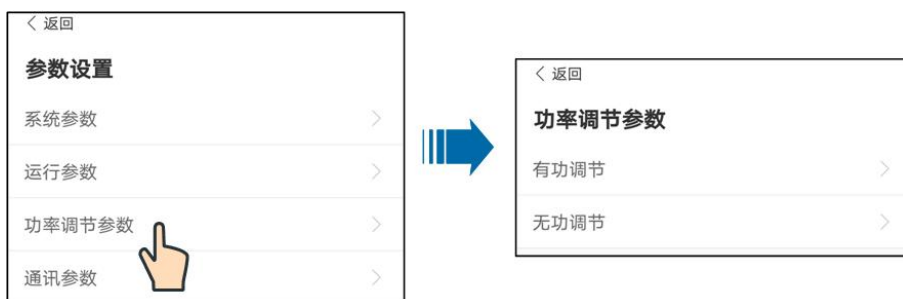 返回
参数设置
系统参数
运行参数
功率调节参数
通讯参数
返回
功率调节参数
有功调节
无功调节